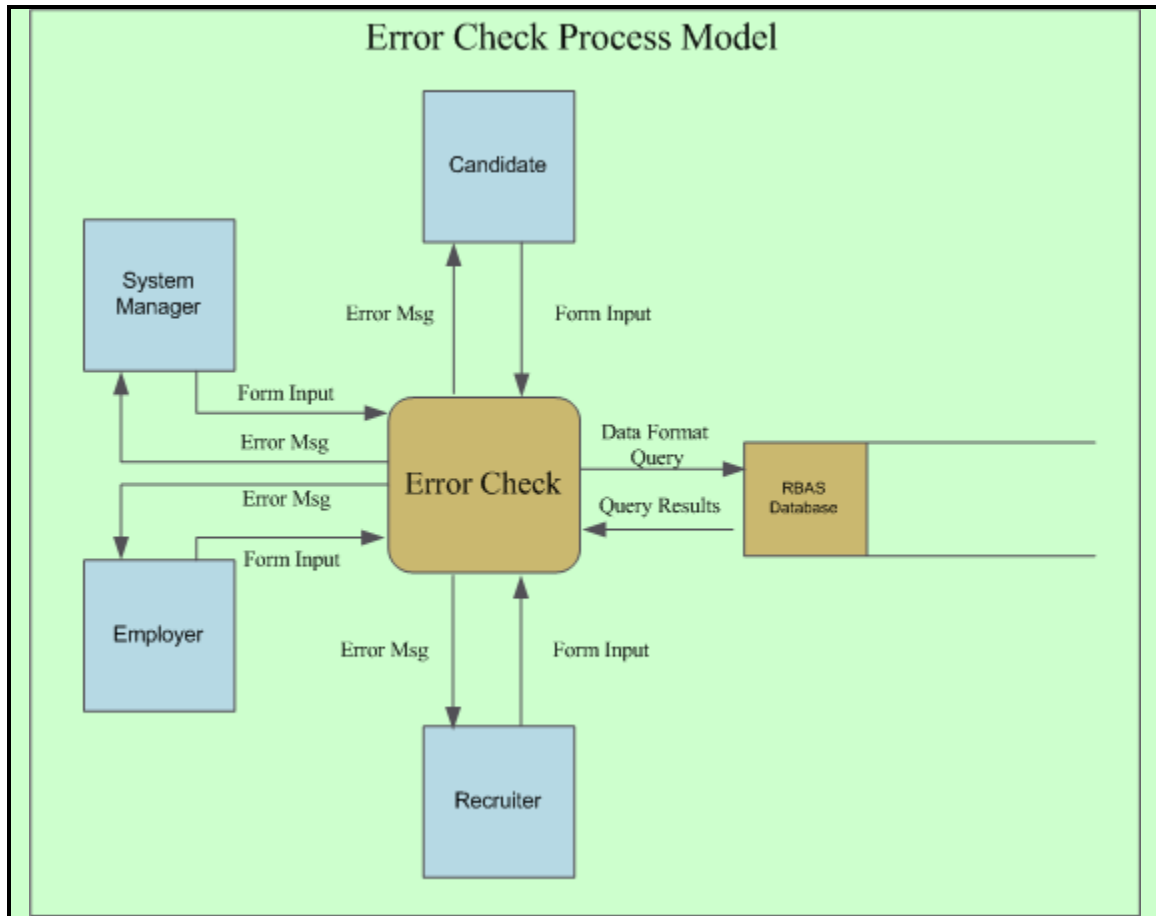 Error Check Process Model
Candidate
System
Manager
Error Msg
Form Input
Form Input
Error Msg
Data Format
Query
Error Check
RBAS
Database
Error Msg
Query Results
Form Input
Employer
Error Msg
Form Input
Recruiter